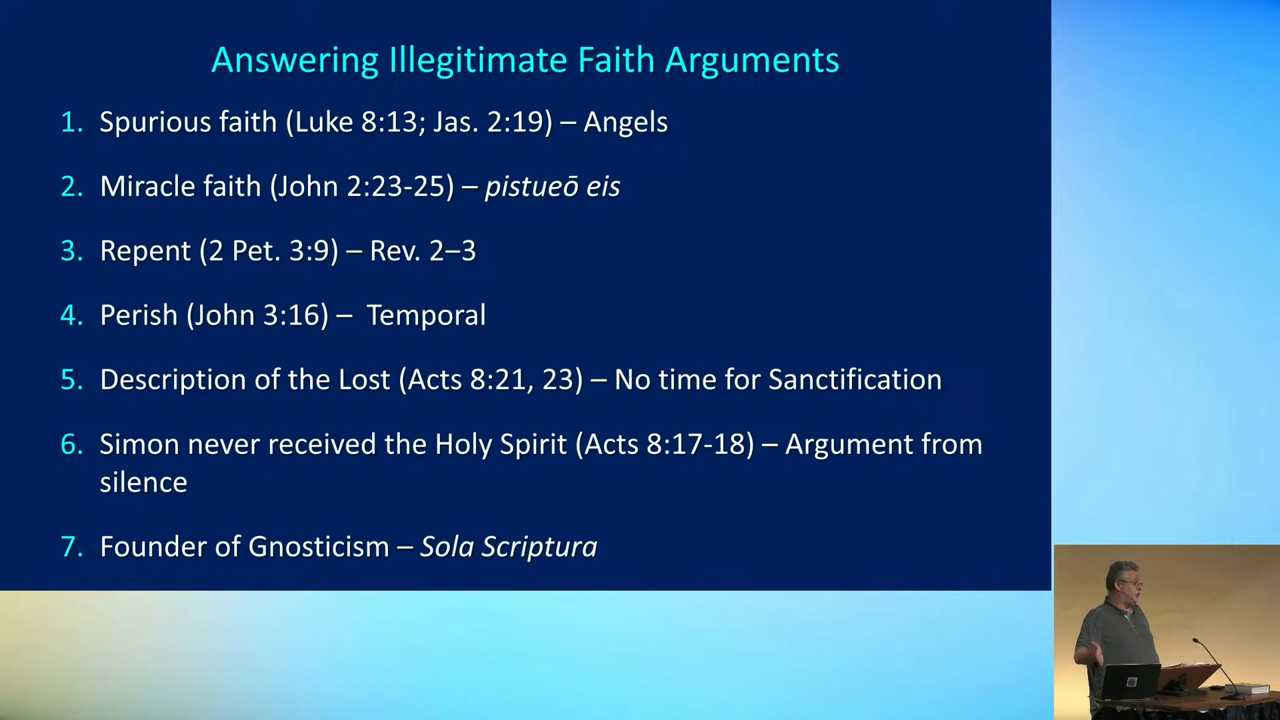 Answering Illegitimate Faith Arguments
1. Spurious faith (Luke 8:13; Jas. 2:19) – Angels
2. Miracle faith (John 2:23-25) – pistueō eis
3. Repent (2 Pet. 3:9) – Rev. 2–3
4. Perish (John 3:16) – Temporal
5. Description of the Lost (Acts 8:21, 23) – No time for Sanctification
6. Simon never received the Holy Spirit (Acts 8:17-18) – Argument from
silence
7. Founder of Gnosticism – Sola Scriptura